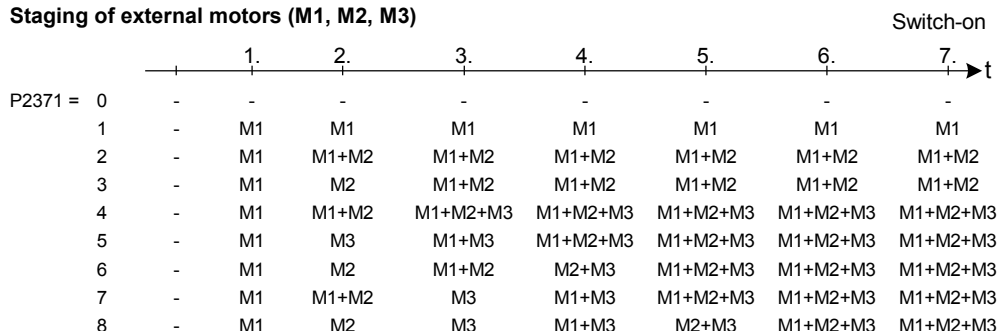 Staging of external motors (M1, M2, M3)
Switch-on
1. 2. 3. 4. 5. 6. 7.
t
P2371 = 0 - - - - - - - -
1 - M1 M1 M1 M1 M1 M1 M1
2 - M1 M1+M2 M1+M2 M1+M2 M1+M2 M1+M2 M1+M2
3 - M1 M2 M1+M2 M1+M2 M1+M2 M1+M2 M1+M2
4 - M1 M1+M2 M1+M2+M3 M1+M2+M3 M1+M2+M3 M1+M2+M3 M1+M2+M3
5 - M1 M3 M1+M3 M1+M2+M3 M1+M2+M3 M1+M2+M3 M1+M2+M3
6 - M1 M2 M1+M2 M2+M3 M1+M2+M3 M1+M2+M3 M1+M2+M3
7 - M1 M1+M2 M3 M1+M3 M1+M2+M3 M1+M2+M3 M1+M2+M3
8 - M1 M2 M3 M1+M3 M2+M3 M1+M2+M3 M1+M2+M3